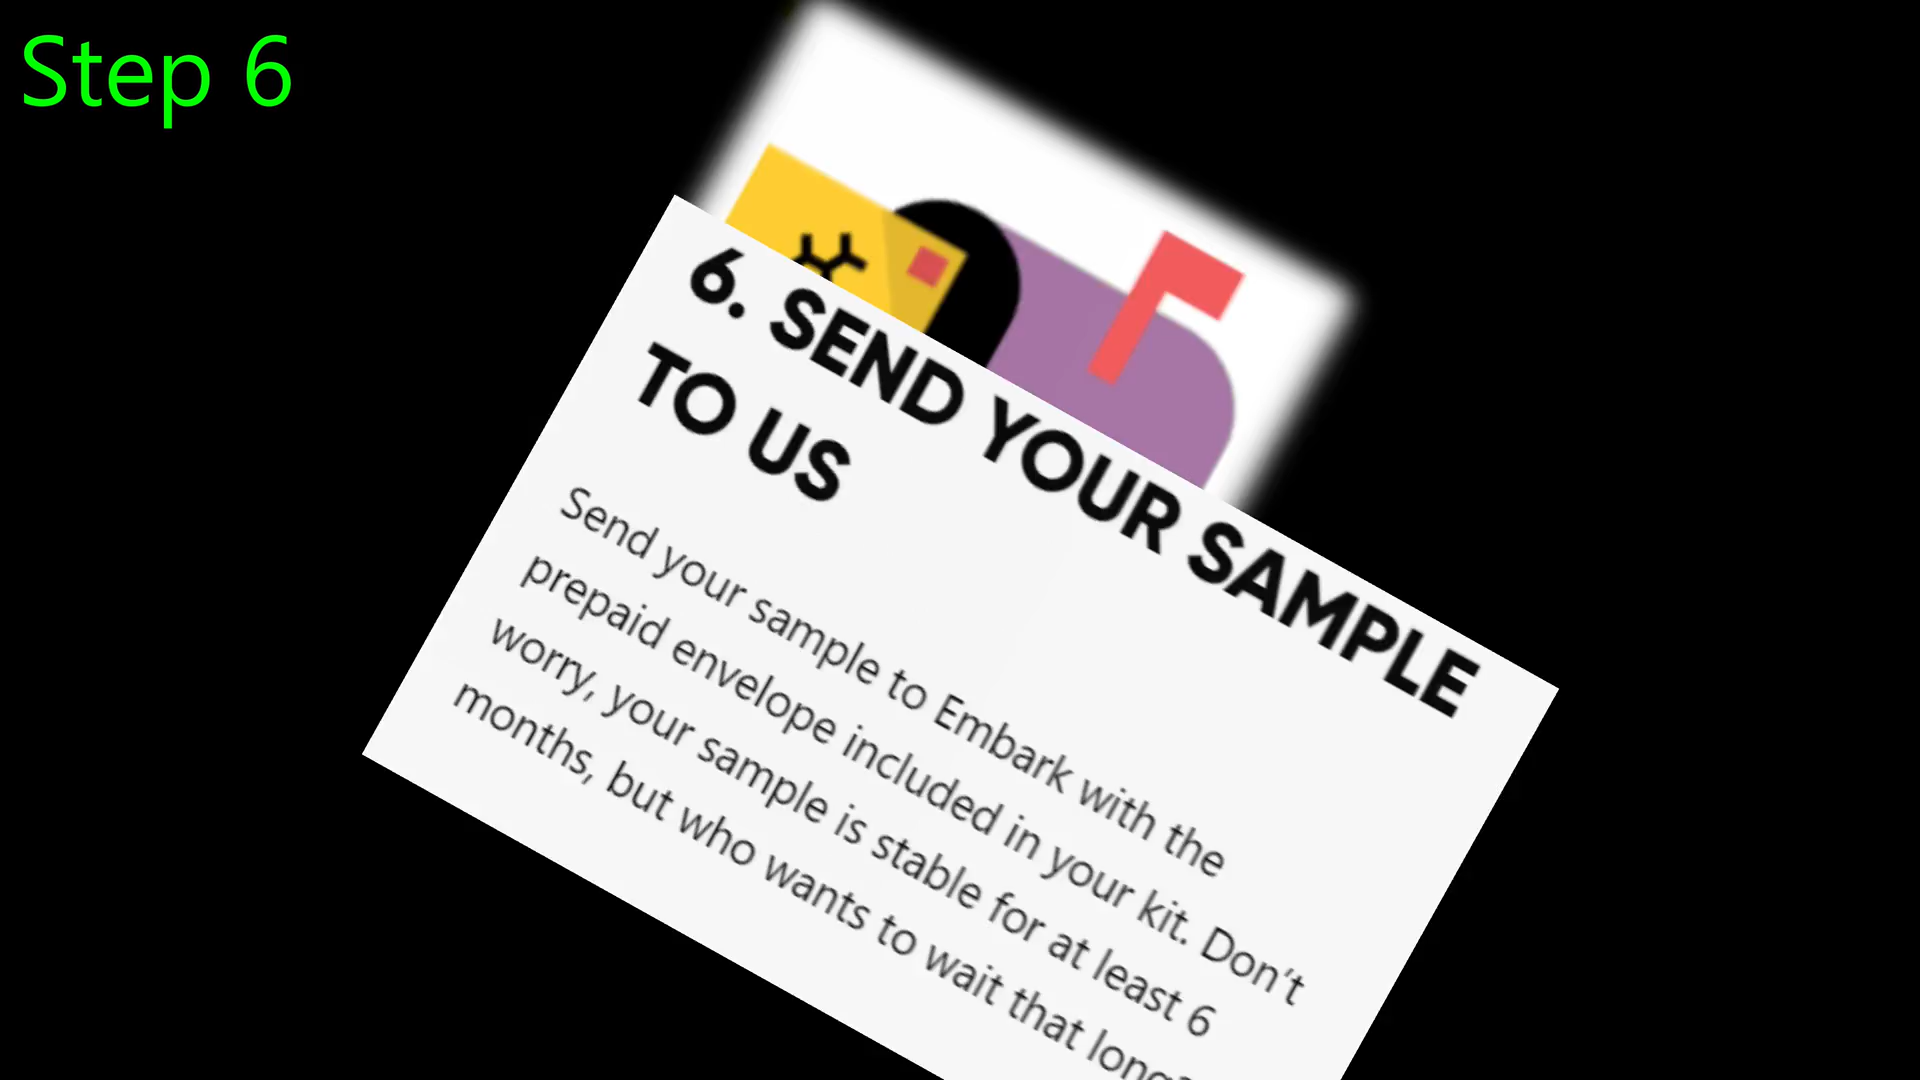 Step 6
6. SEND YOUR SAMPLE
TO US
Send your sample to Embark with the
prepaid envelope included in your kit. Don't
worry, your sample is stable for at least 6
months, but who wants to wait that long?